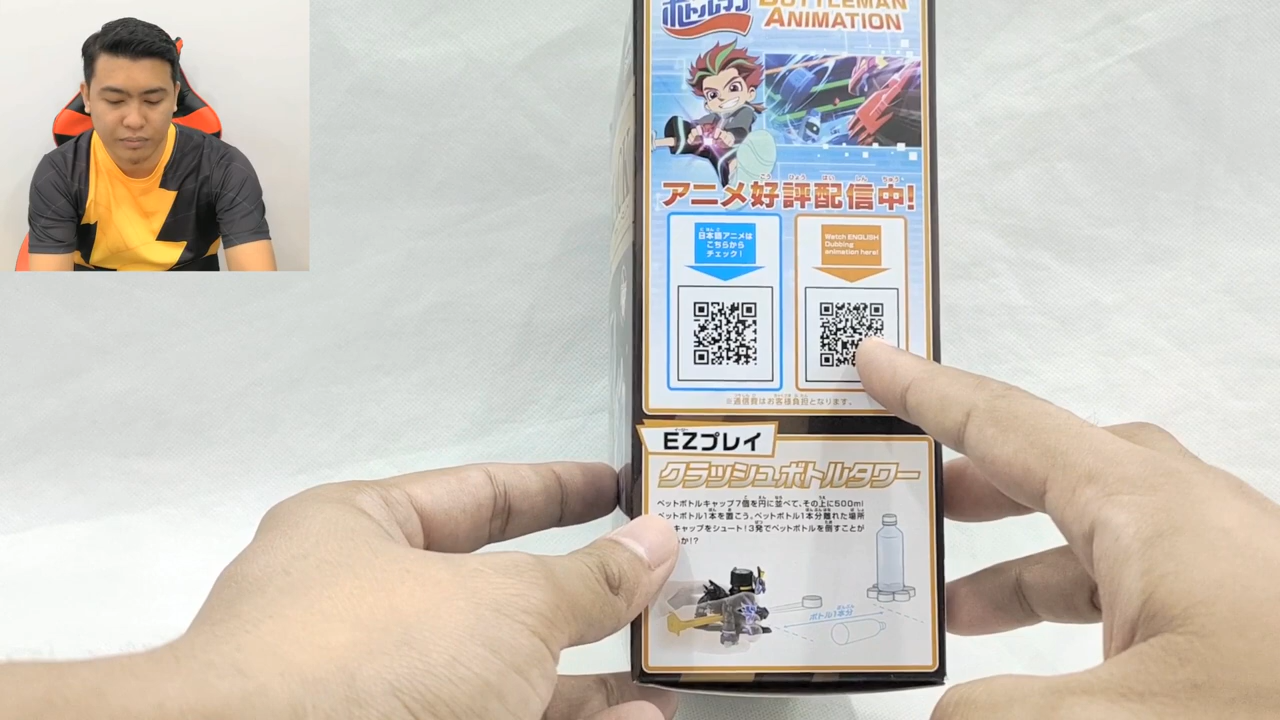 ボトルマン
BOTTLEMAN
ANIMATION
アニメ好評配信中!
日本語アニメは
こちらから
チェック!
Watch ENGLISH
Dubbing
animation here!
※通信費はお客様負担となります。
EZプレイ
クラッシュボトルタワー
ペットボトルキャップ7個を円に並べて、その上に500ml
ペットボトル1本を置こう。ペットボトル1本分離れた場所
キャップをシュート!3発でペットボトルを倒すことが
か!?
ボトル1本分